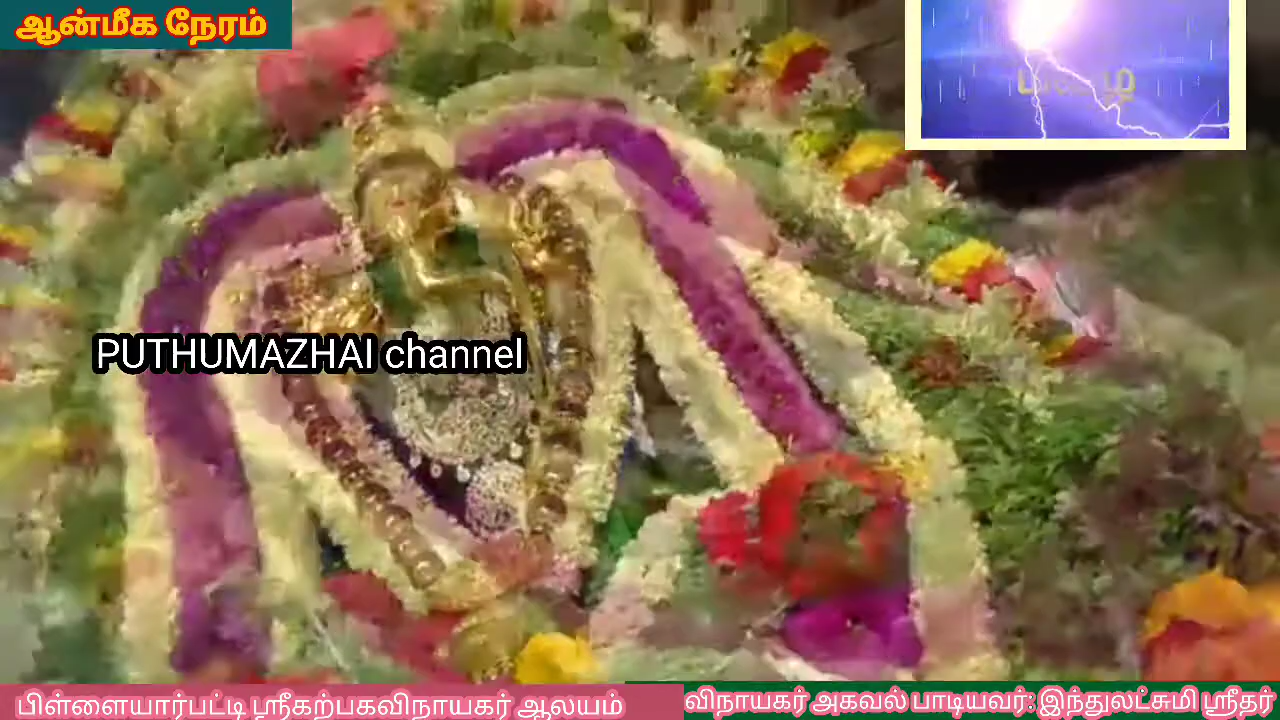 ஆன்மீக நேரம்
PUTHUMAZHAI channel
பிள்ளையார்பட்டி ஸ்ரீகற்பகவிநாயகர் ஆலயம்
விநாயகர் அகவல் பாடியவர்: இந்துலட்சுமி ஸ்ரீதர்